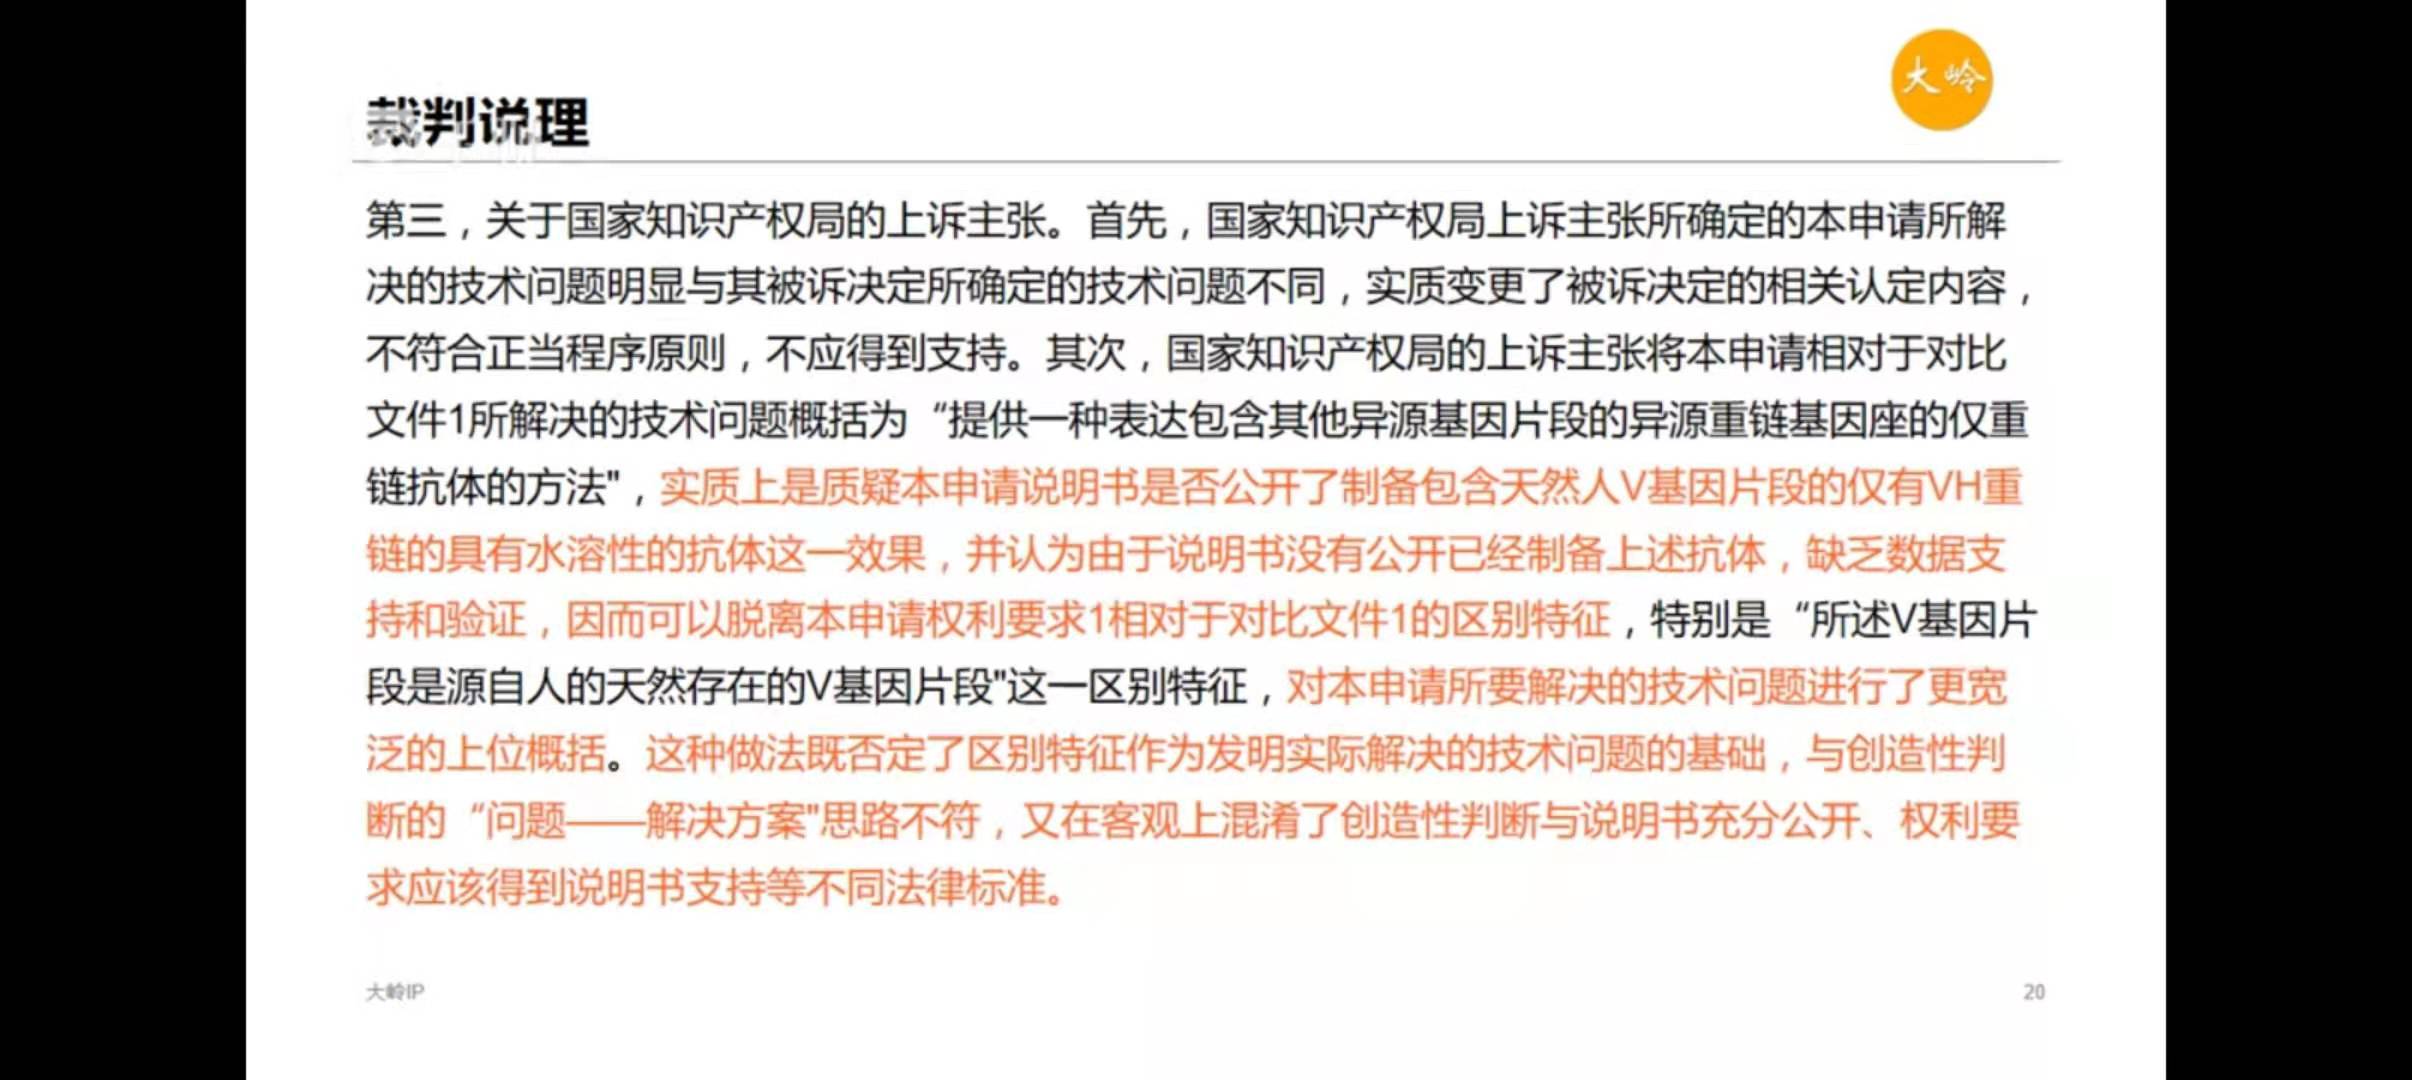 大岭
裁判说理
第三，关于国家知识产权局的上诉主张。首先，国家知识产权局上诉主张所确定的本申请所解
决的技术问题明显与其被诉决定所确定的技术问题不同，实质变更了被诉决定的相关认定内容，
不符合正当程序原则，不应得到支持。其次，国家知识产权局的上诉主张将本申请相对于对比
文件1所解决的技术问题概括为“提供一种表达包含其他异源基因片段的异源重链基因座的仅重
链抗体的方法"，实质上是质疑本申请说明书是否公开了制备包含天然人V基因片段的仅有VH重
链的具有水溶性的抗体这一效果，并认为由于说明书没有公开已经制备上述抗体，缺乏数据支
持和验证，因而可以脱离本申请权利要求1相对于对比文件1的区别特征，特别是“所述V基因片
段是源自人的天然存在的V基因片段"这一区别特征，对本申请所要解决的技术问题进行了更宽
泛的上位概括。这种做法既否定了区别特征作为发明实际解决的技术问题的基础，与创造性判
断的“问题——解决方案"思路不符，又在客观上混淆了创造性判断与说明书充分公开、权利要
求应该得到说明书支持等不同法律标准。
大岭IP
20